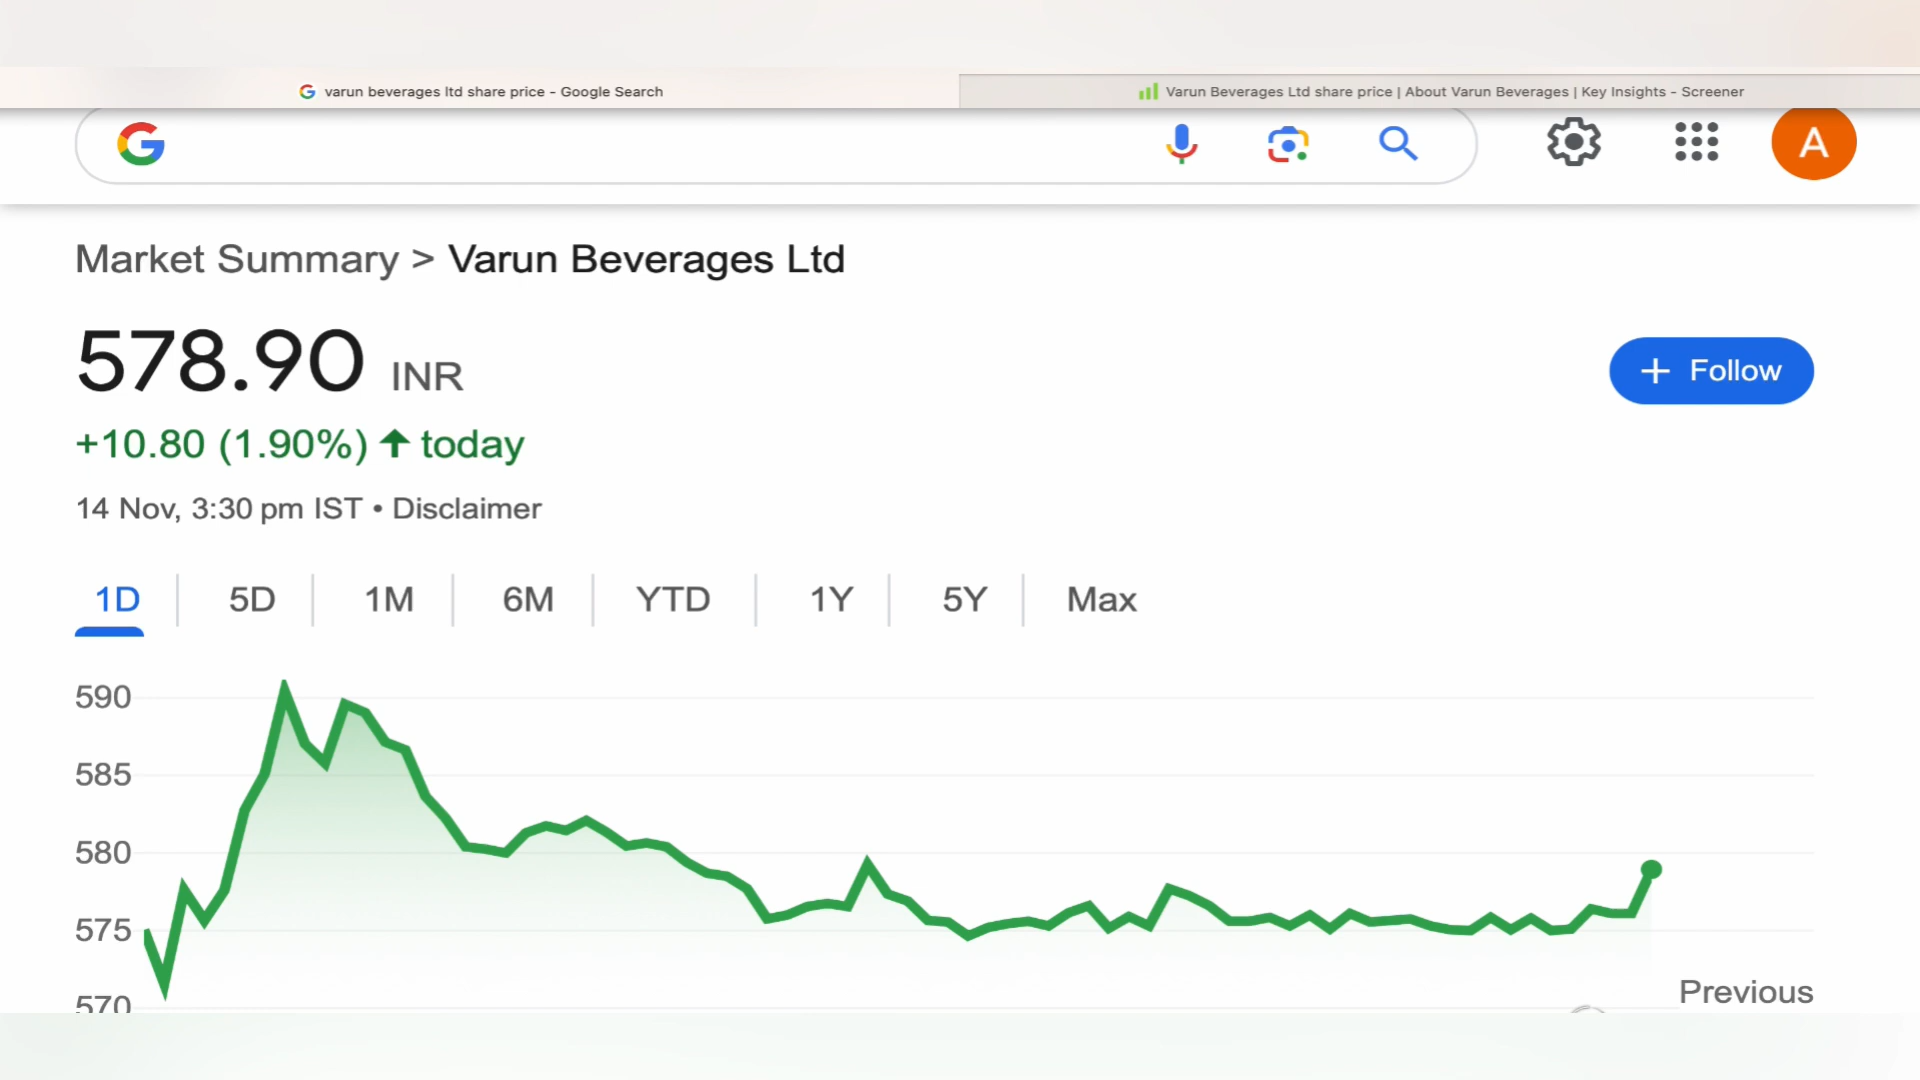 varun beverages ltd share price - Google Search
Varun Beverages Ltd share price | About Varun Beverages | Key Insights - Screener
A
Market Summary > Varun Beverages Ltd
578.90 INR
+ Follow
+10.80 (1.90%) ↑ today
14 Nov, 3:30 pm IST • Disclaimer
1D 5D 1M 6M YTD 1Y 5Y Max
590
585
580
575
570
Previous